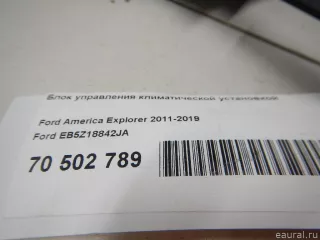 Блок управления климатической установкой
Ford America Explorer 2011-2019
Ford EB5Z18842JA
70 502 789
eaural.ru